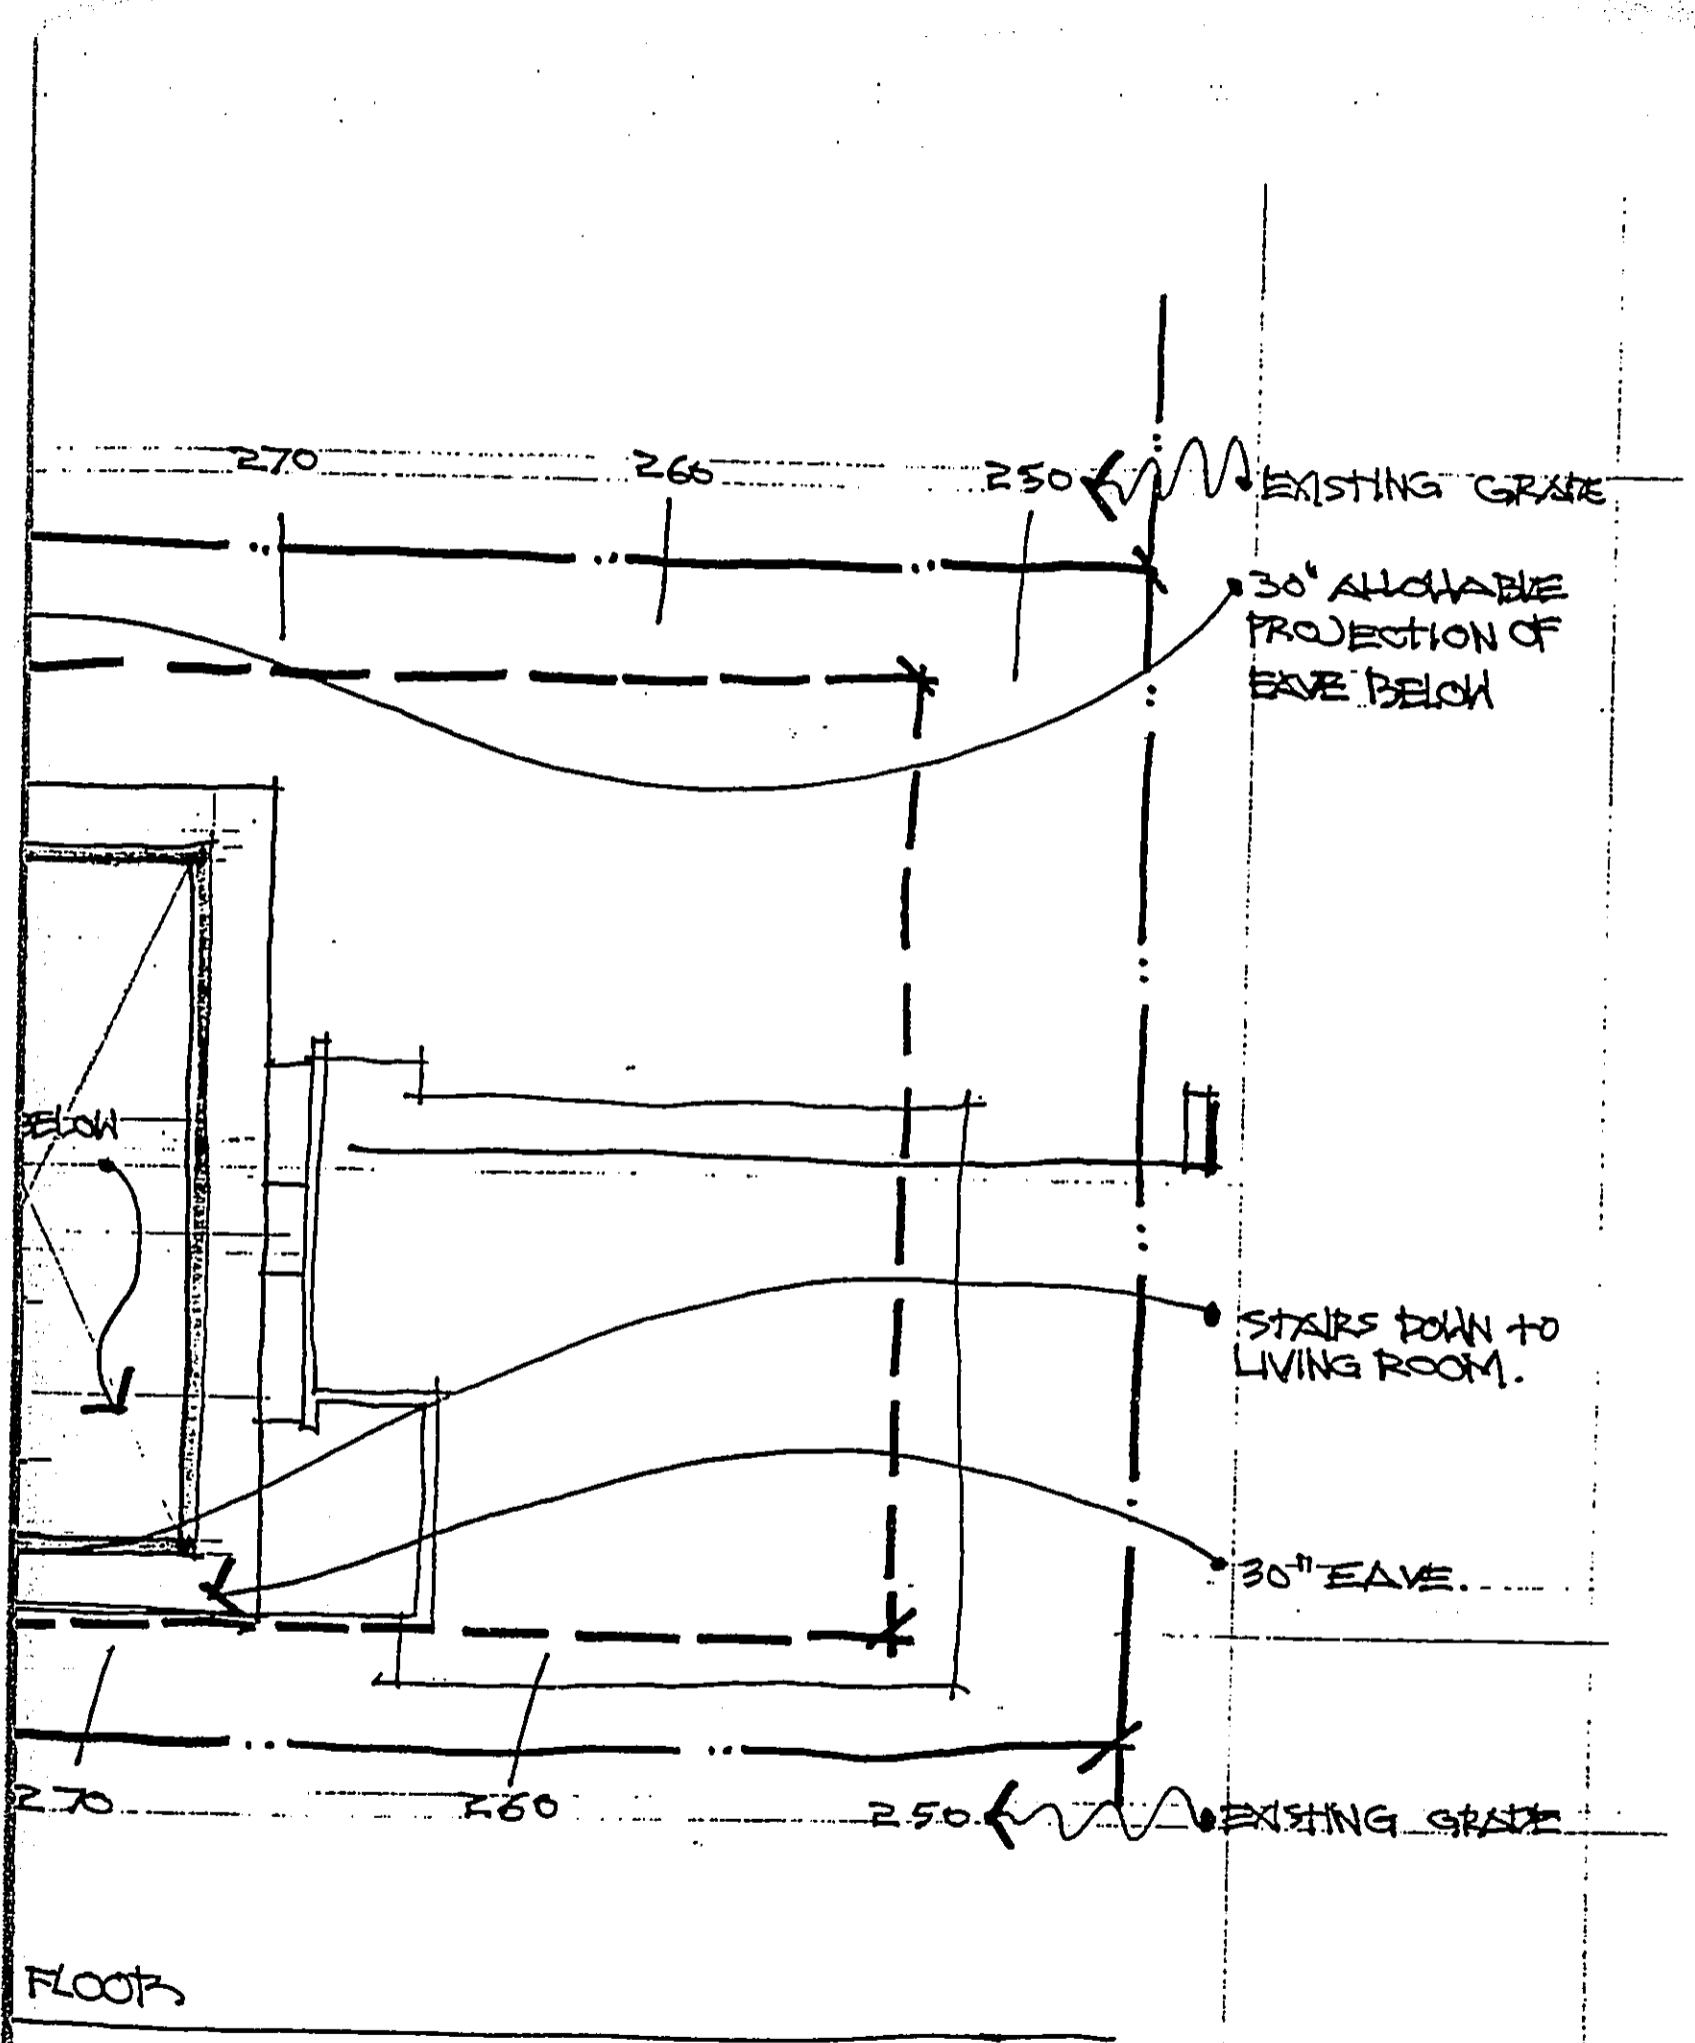 270 260 250 EXISTING GRADE
30" ALLOWABLE
PROJECTION OF
EAVE BELOW
BELOW
STAIRS DOWN TO
LIVING ROOM.
30" EAVE.
270 260 250 EXISTING GRADE
FLOOR